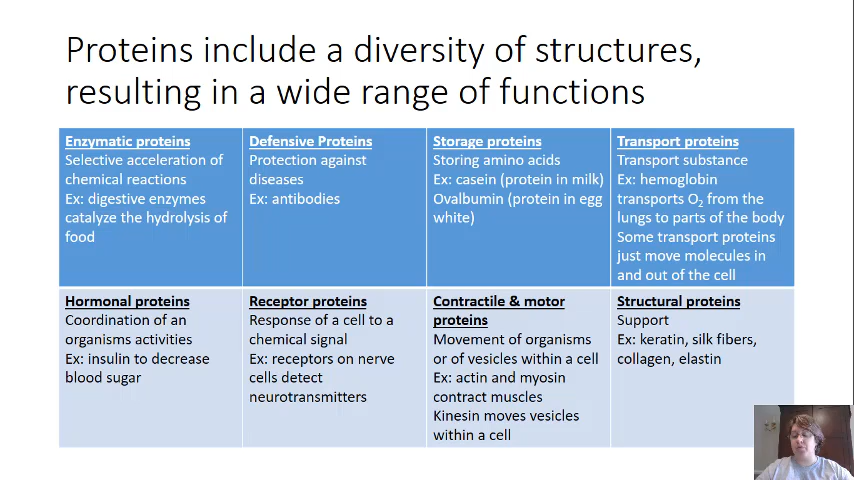 Proteins include a diversity of structures,
resulting in a wide range of functions
Enzymatic proteins
Selective acceleration of
chemical reactions
Ex: digestive enzymes
catalyze the hydrolysis of
food
Defensive Proteins
Protection against
diseases
Ex: antibodies
Storage proteins
Storing amino acids
Ex: casein (protein in milk)
Ovalbumin (protein in egg
white)
Transport proteins
Transport substance
Ex: hemoglobin
transports O₂ from the
lungs to parts of the body
Some transport proteins
just move molecules in
and out of the cell
Hormonal proteins
Coordination of an
organisms activities
Ex: insulin to decrease
blood sugar
Receptor proteins
Response of a cell to a
chemical signal
Ex: receptors on nerve
cells detect
neurotransmitters
Contractile & motor
proteins
Movement of organisms
or of vesicles within a cell
Ex: actin and myosin
contract muscles
Kinesin moves vesicles
within a cell
Structural proteins
Support
Ex: keratin, silk fibers,
collagen, elastin